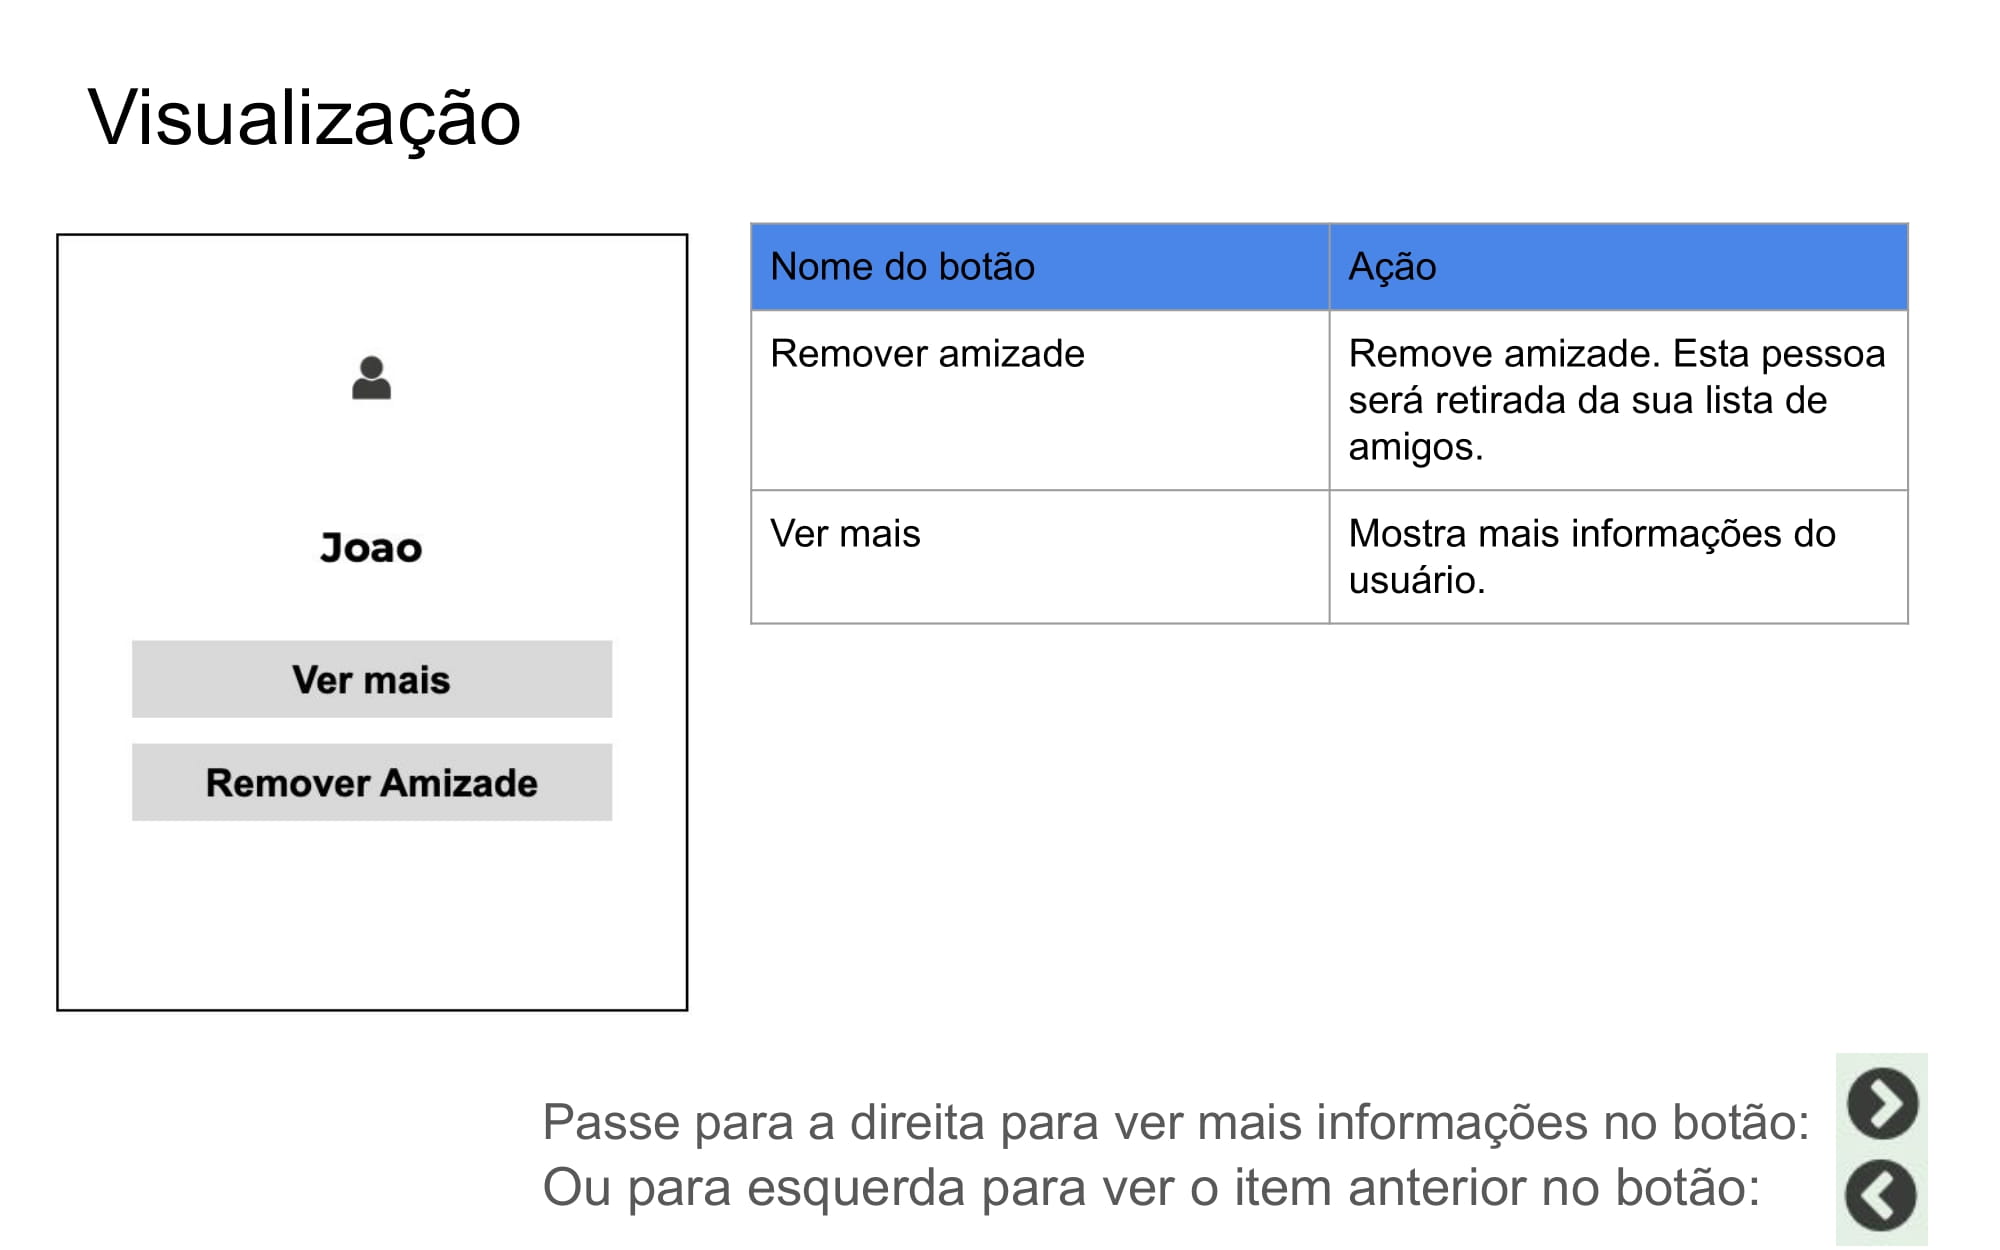 Visualização
Joao
Ver mais
Remover Amizade
Nome do botão
Ação
Remover amizade
Remove amizade. Esta pessoa
será retirada da sua lista de
amigos.
Ver mais
Mostra mais informações do
usuário.
Passe para a direita para ver mais informações no botão:
Ou para esquerda para ver o item anterior no botão: